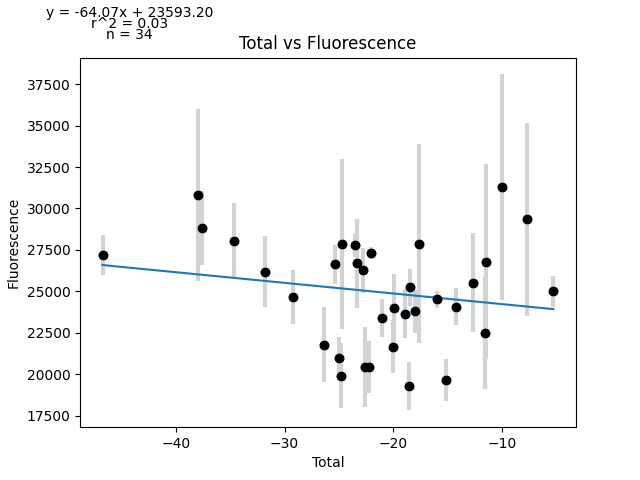 y = -64.07x + 23593.20
r^2 = 0.03
n = 34
Total vs Fluorescence
37500
35000
32500
30000
27500
25000
22500
20000
17500
Fluorescence
−40
−30
−20
−10
Total